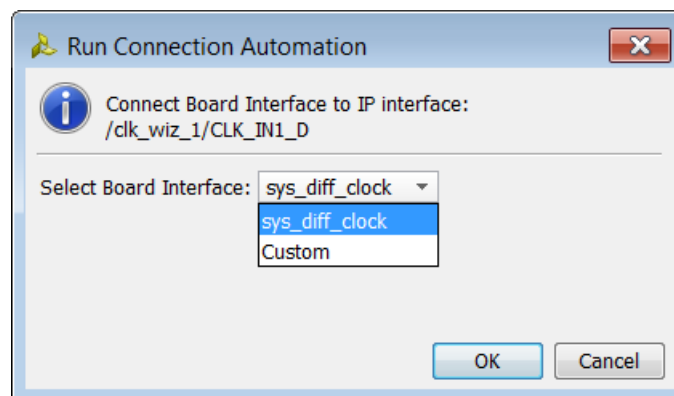 Run Connection Automation
Connect Board Interface to IP interface:
/clk_wiz_1/CLK_IN1_D
Select Board Interface: sys_diff_clock
sys_diff_clock
Custom
OK Cancel